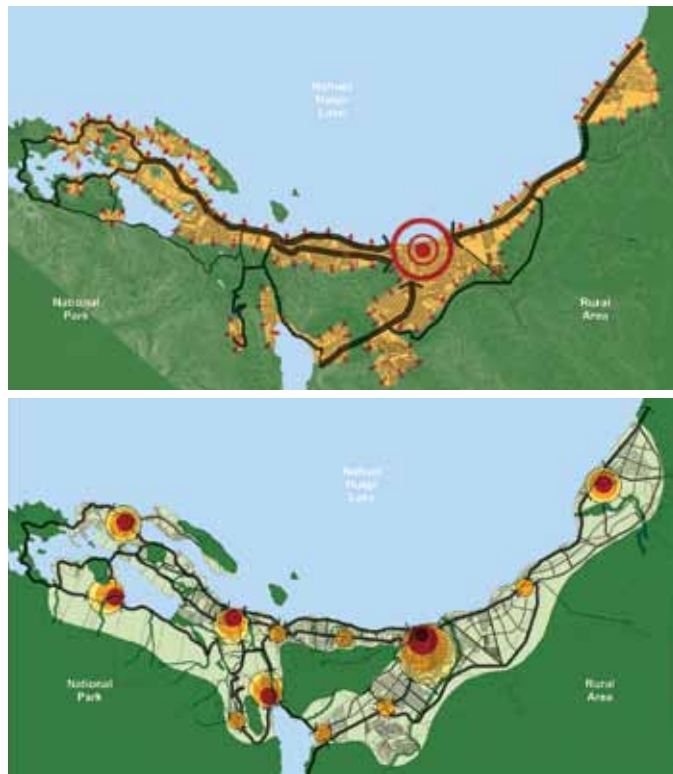 Nahuel
Huapi
Lake
National
Park
Rural
Area
Nahuel
Huapi
Lake
National
Park
Rural
Area